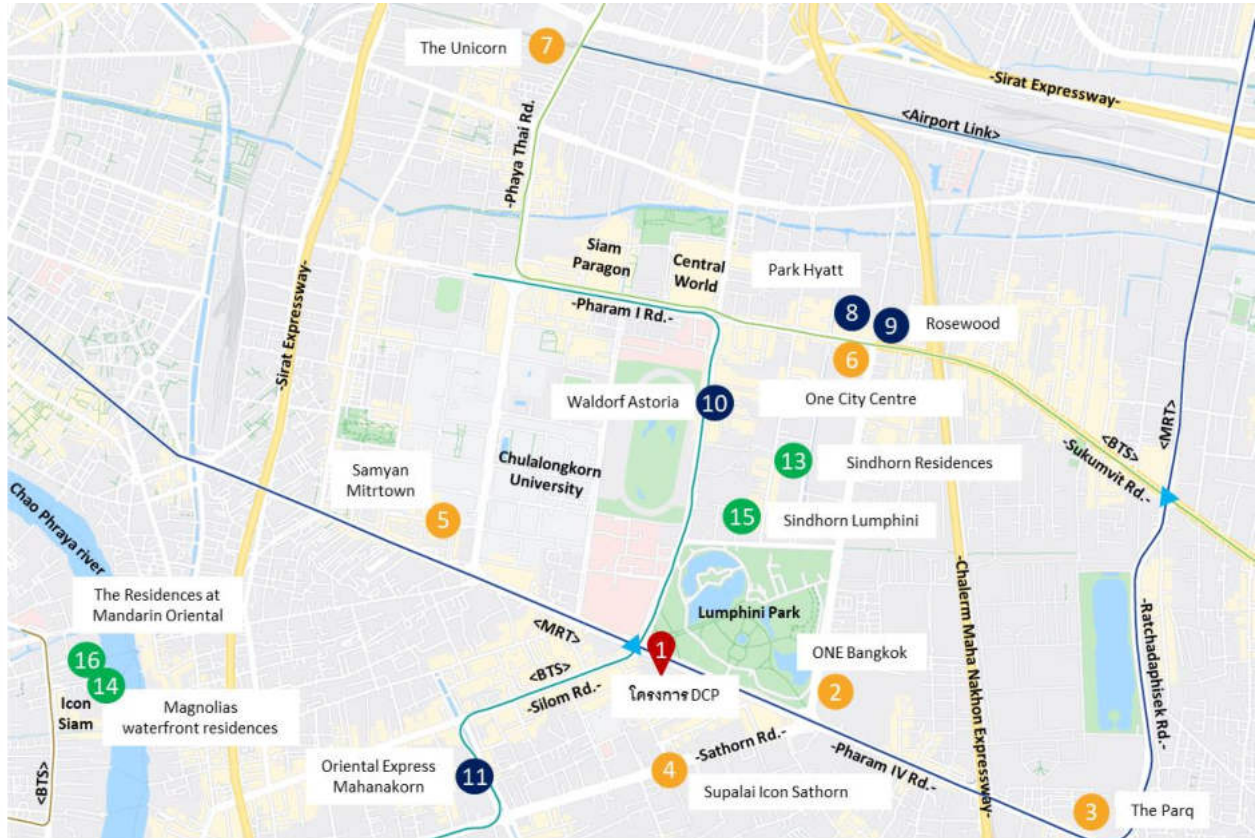 The Unicorn
7
-Sirat Expressway-
<Airport Link>
-Phaya Thai Rd.
Siam
Paragon
Central
World
Park Hyatt
8
9
Rosewood
-Pharam I Rd.-
6
-Sirat Expressway-
Waldorf Astoria
10
One City Centre
<MRT>
<BTS>
-Sukumvit Rd.-
Samyan
Mitrtown
5
Chulalongkorn
University
13
Sindhorn Residences
15
Sindhorn Lumphini
Chao Phraya river
The Residences at
Mandarin Oriental
-Chalerm Maha Nakhon Expressway-
-Ratchadaphisek Rd.-
Lumphini Park
<MRT>
1
ONE Bangkok
16
14
<BTS>
-Silom Rd.-
โครงการ DCP
2
Icon
Siam
Magnolias
waterfront residences
-Sathorn Rd.-
-Pharam IV Rd.-
<BTS>
Oriental Express
Mahanakorn
11
4
Supalai Icon Sathorn
3
The Parq